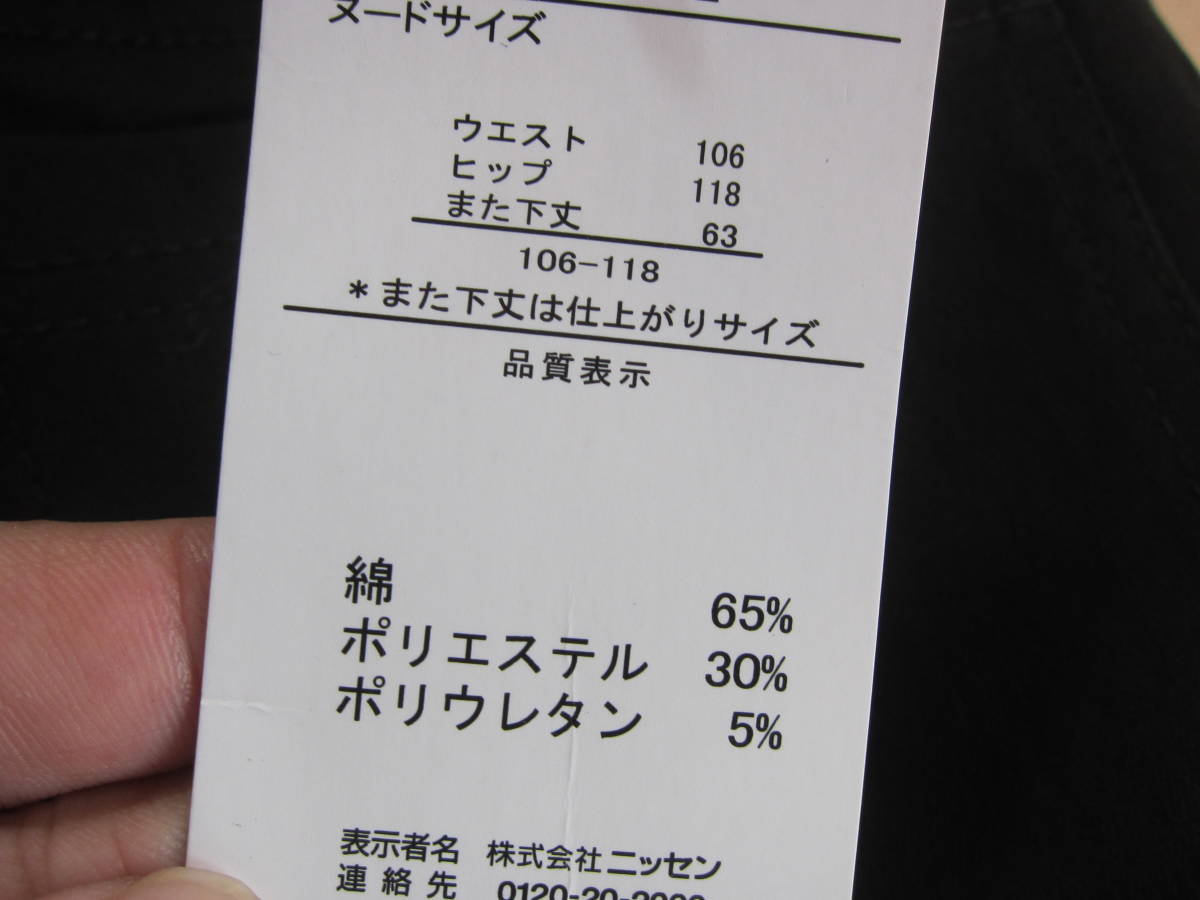 ヌードサイズ
ウエスト 106
ヒップ 118
また下丈 63
106-118
*また下丈は仕上がりサイズ
品質表示
綿 65%
ポリエステル 30%
ポリウレタン 5%
表示者名 株式会社ニッセン
連絡先 0120-20-